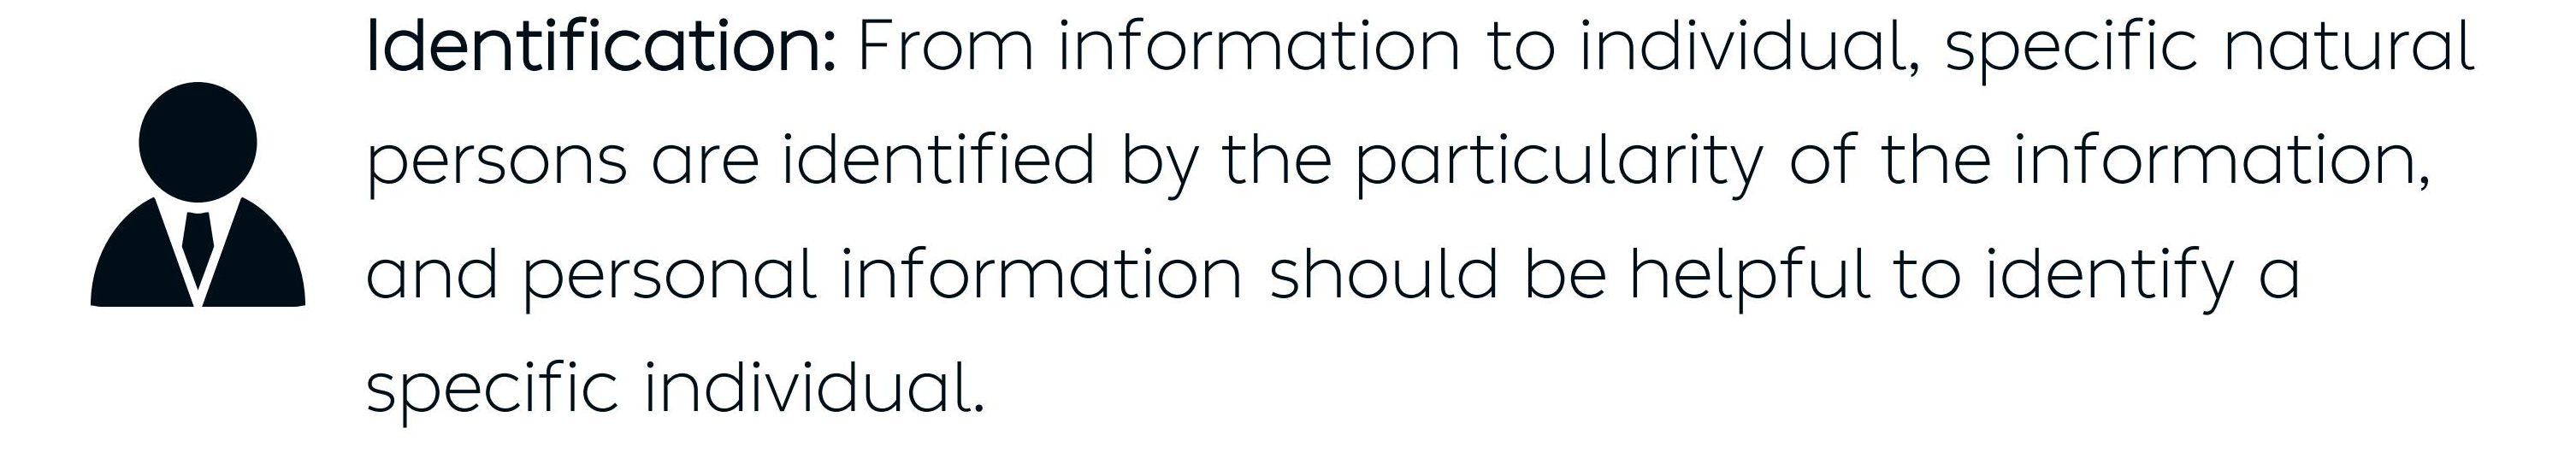 Identification: From information to individual, specific natural
persons are identified by the particularity of the information,
and personal information should be helpful to identify a
specific individual.